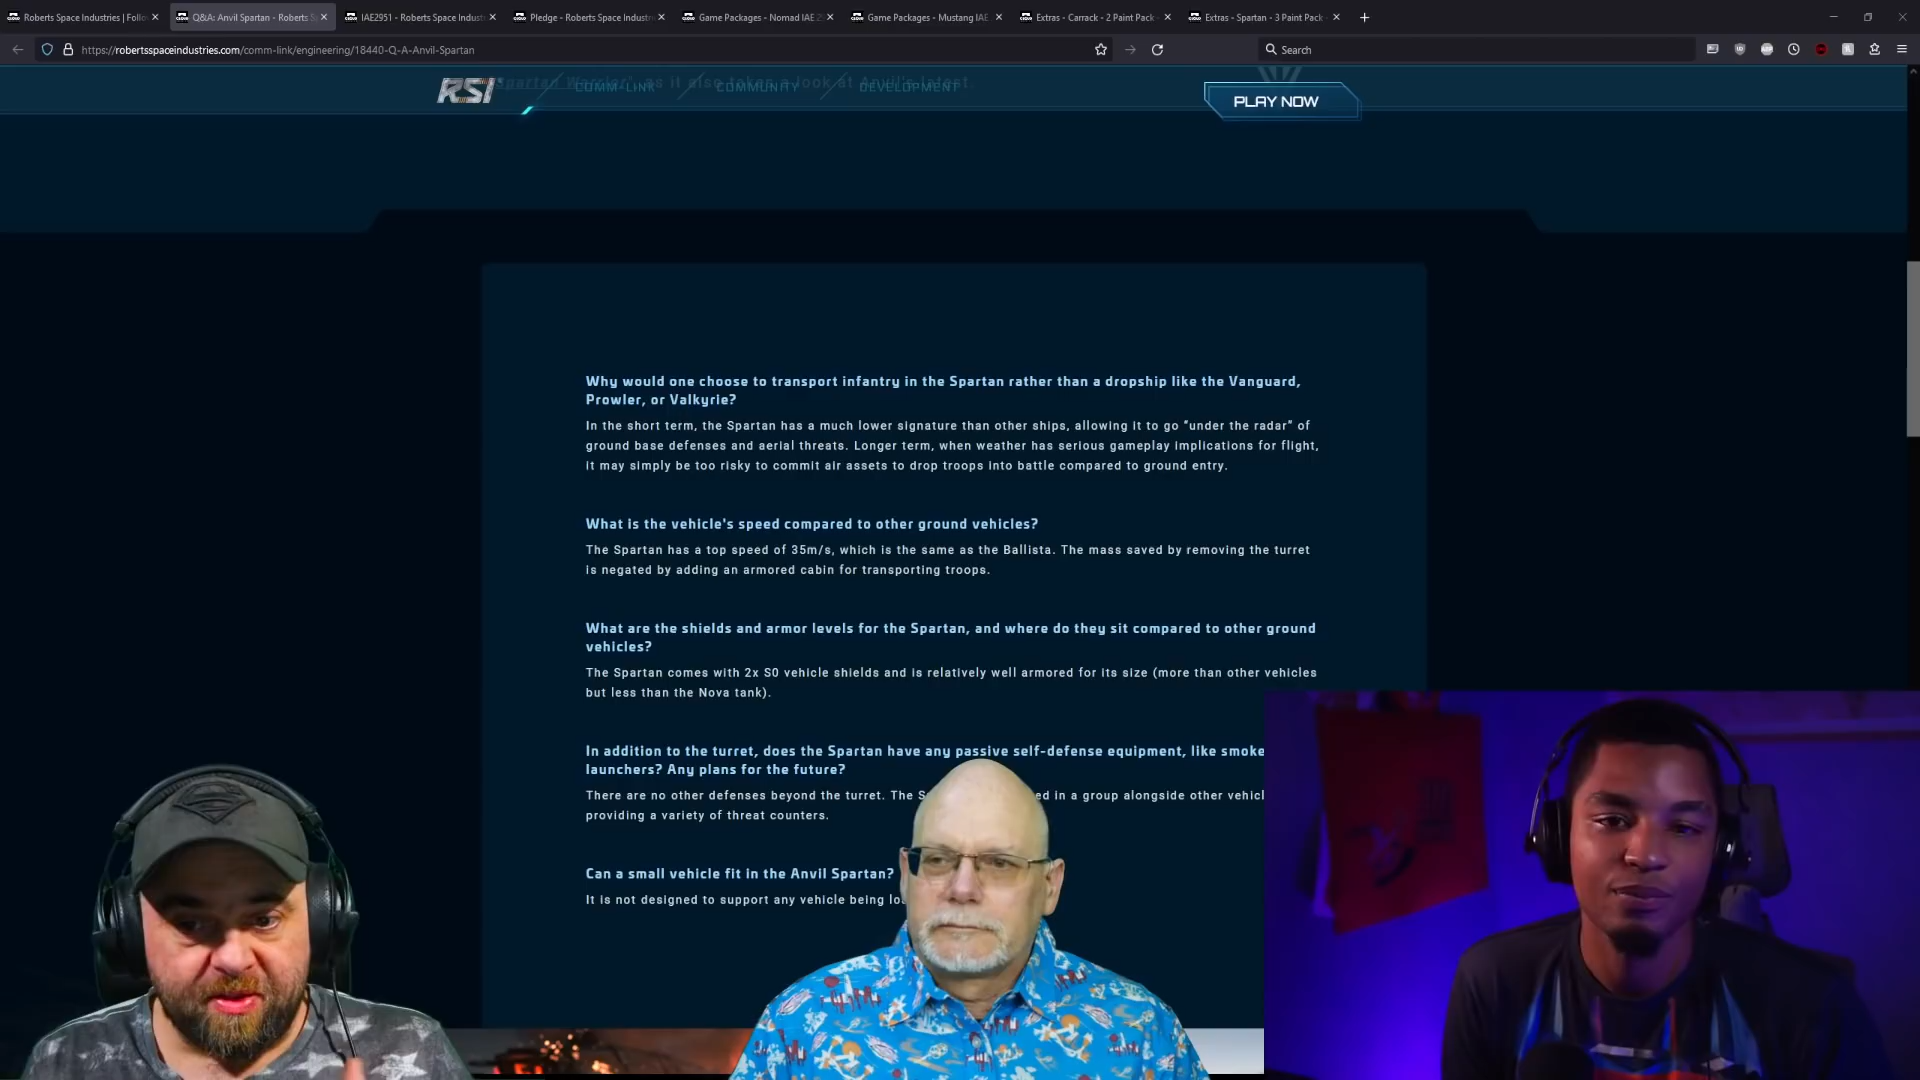 Roberts Space Industries | Follo
Q&A: Anvil Spartan - Roberts S
IAE2951 - Roberts Space Industr
Pledge - Roberts Space Industri
Game Packages - Nomad IAE 2
Game Packages - Mustang IAE
Extras - Carrack - 2 Paint Pack
Extras - Spartan - 3 Paint Pack -
https://robertsspaceindustries.com/comm-link/engineering/18440-Q-A-Anvil-Spartan
Search
Spartan Warrior', as it also takes a look at Anvil's latest.
RSI
COMM-LINK
COMMUNITY
DEVELOPMENT
PLAY NOW
Why would one choose to transport infantry in the Spartan rather than a dropship like the Vanguard,
Prowler, or Valkyrie?
In the short term, the Spartan has a much lower signature than other ships, allowing it to go “under the radar” of
ground base defenses and aerial threats. Longer term, when weather has serious gameplay implications for flight,
it may simply be too risky to commit air assets to drop troops into battle compared to ground entry.
What is the vehicle's speed compared to other ground vehicles?
The Spartan has a top speed of 35m/s, which is the same as the Ballista. The mass saved by removing the turret
is negated by adding an armored cabin for transporting troops.
What are the shields and armor levels for the Spartan, and where do they sit compared to other ground
vehicles?
The Spartan comes with 2x S0 vehicle shields and is relatively well armored for its size (more than other vehicles
but less than the Nova tank).
In addition to the turret, does the Spartan have any passive self-defense equipment, like smoke
launchers? Any plans for the future?
There are no other defenses beyond the turret. The S ed in a group alongside other vehicl
providing a variety of threat counters.
Can a small vehicle fit in the Anvil Spartan?
It is not designed to support any vehicle being lo